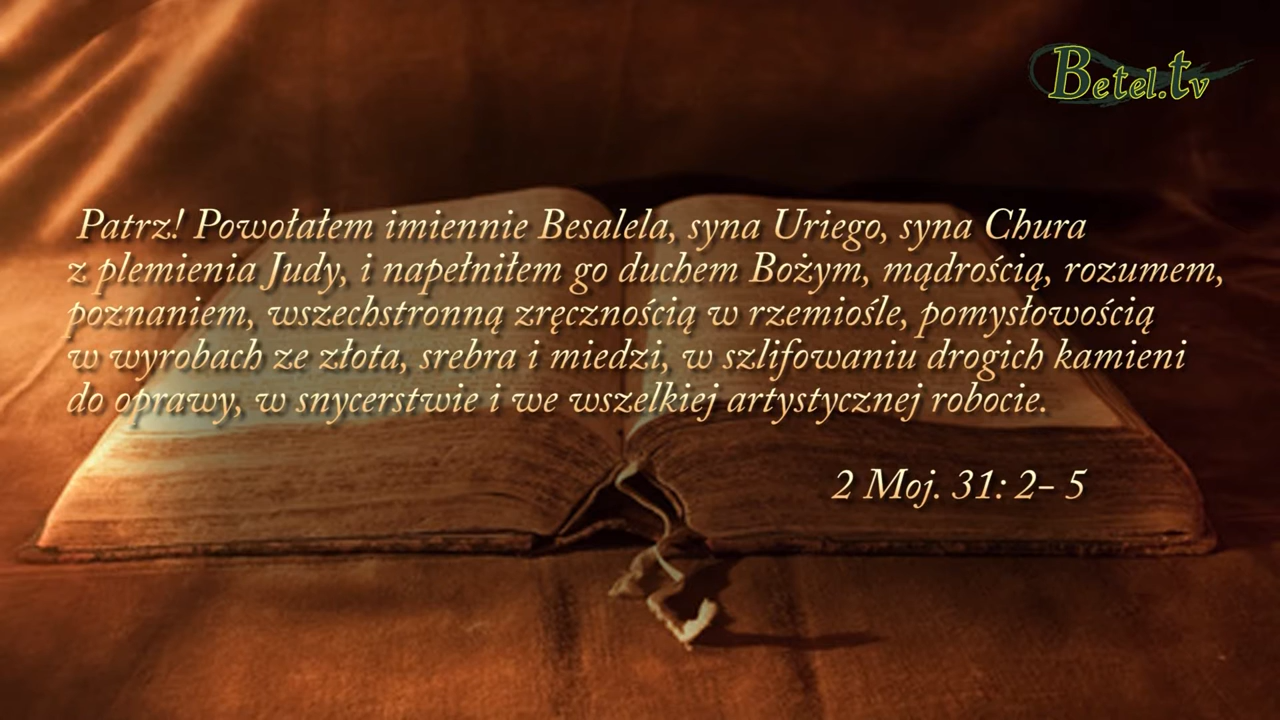 Betel.tv
Patrz! Powołałem imiennie Besalela, syna Uriego, syna Chura
z plemienia Judy, i napełniłem go duchem Bożym, mądrością, rozumem,
poznaniem, wszechstronną zręcznością w rzemiośle, pomysłowością
w wyrobach ze złota, srebra i miedzi, w szlifowaniu drogich kamieni
do oprawy, w snycerstwie i we wszelkiej artystycznej robocie.
2 Moj. 31: 2- 5